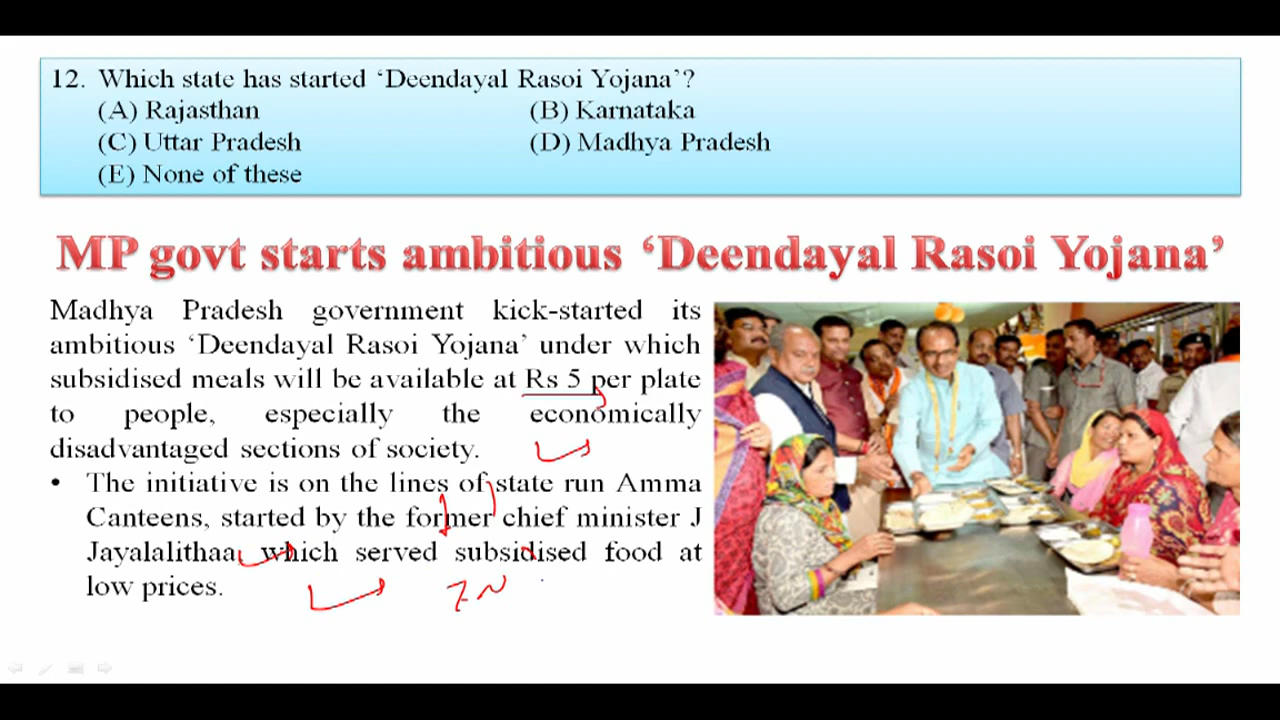 12. Which state has started ‘Deendayal Rasoi Yojana’?
(A) Rajasthan (B) Karnataka
(C) Uttar Pradesh (D) Madhya Pradesh
(E) None of these
MP govt starts ambitious ‘Deendayal Rasoi Yojana’
Madhya Pradesh government kick-started its
ambitious ‘Deendayal Rasoi Yojana’ under which
subsidised meals will be available at Rs 5 per plate
to people, especially the economically
disadvantaged sections of society.
• The initiative is on the lines of state run Amma
Canteens, started by the former chief minister J
Jayalalithaa which served subsidised food at
low prices.